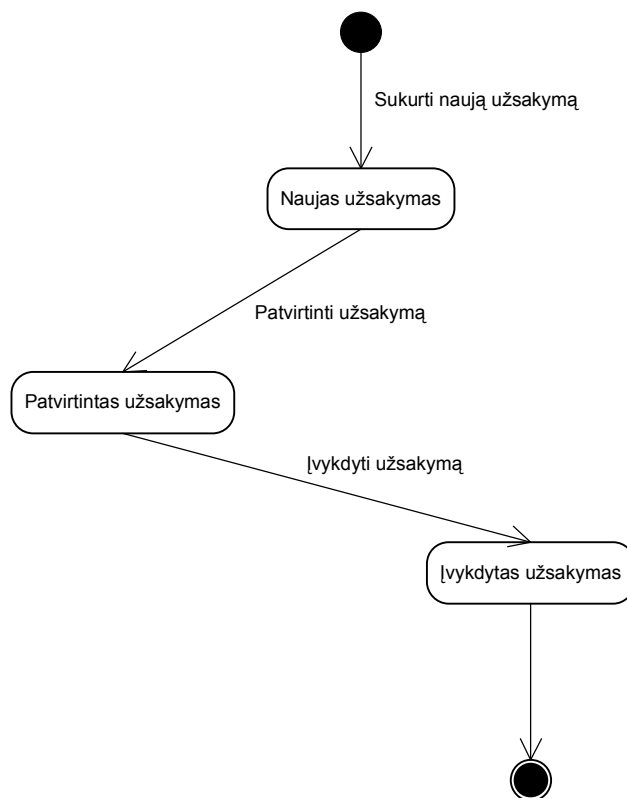 Sukurti naują užsakymą
Naujas užsakymas
Patvirtinti užsakymą
Patvirtintas užsakymas
Įvykdyti užsakymą
Įvykdytas užsakymas